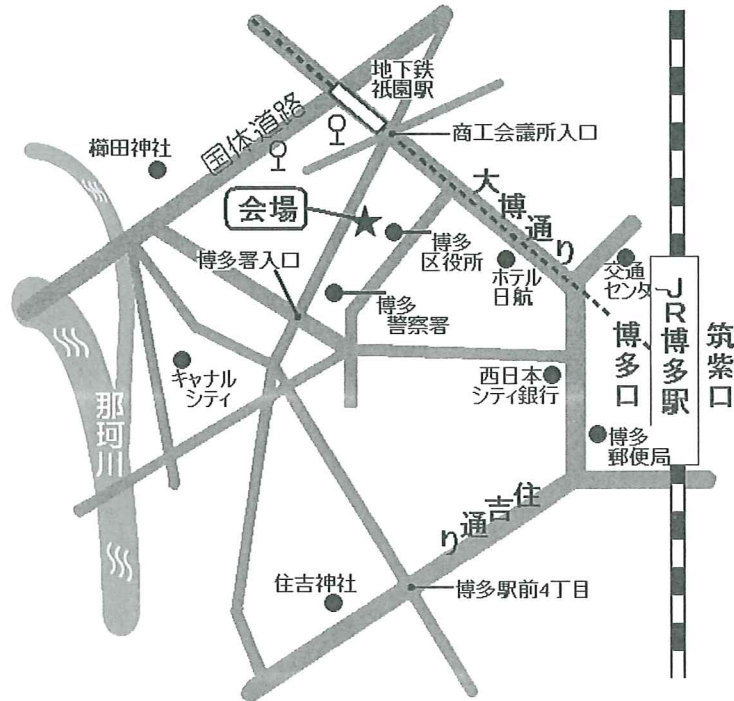 地下鉄
祇園駅
国体道路
商工会議所入口
櫛田神社
会場
大博通り
博多
区役所
ホテル
日航
交通
センター
博多署入口
博多
警察署
JR博多駅
博多口
筑紫口
キャナル
シティ
西日本
シティ銀行
那珂川
博多
郵便局
住吉通り
住吉神社
博多駅前4丁目